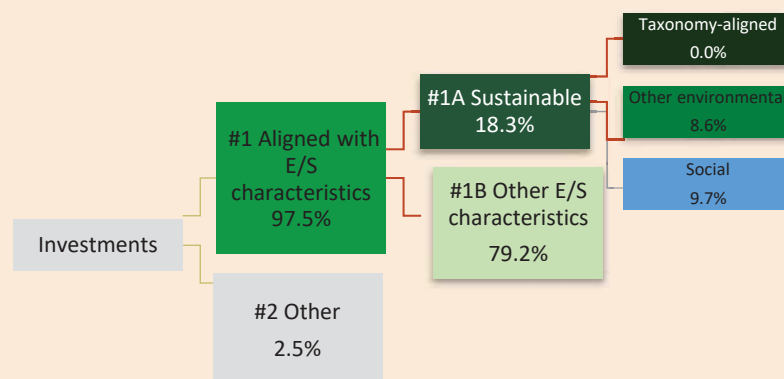 Investments
#1 Aligned with
E/S
characteristics
97.5%
#2 Other
2.5%
#1A Sustainable
18.3%
#1B Other E/S
characteristics
79.2%
Taxonomy-aligned
0.0%
Other environmental
8.6%
Social
9.7%